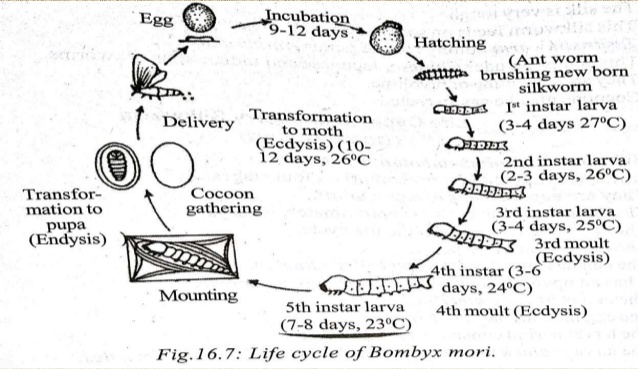 Egg
Incubation
9-12 days
Hatching
(Ant worm
brushing new born
silkworm
Ist instar larva
(3-4 days 27°C)
2nd instar larva
(2-3 days, 26°C)
3rd instar larva
(3-4 days, 25°C)
3rd moult
(Ecdysis)
4th instar (3-6
days, 24°C)
4th moult (Ecdysis)
5th instar larva
(7-8 days, 23°C)
Mounting
Transfor-
mation to
pupa
(Endysis)
Cocoon
gathering
Delivery
Transformation
to moth
(Ecdysis) (10-
12 days, 26°C
Fig.16.7: Life cycle of Bombyx mori.